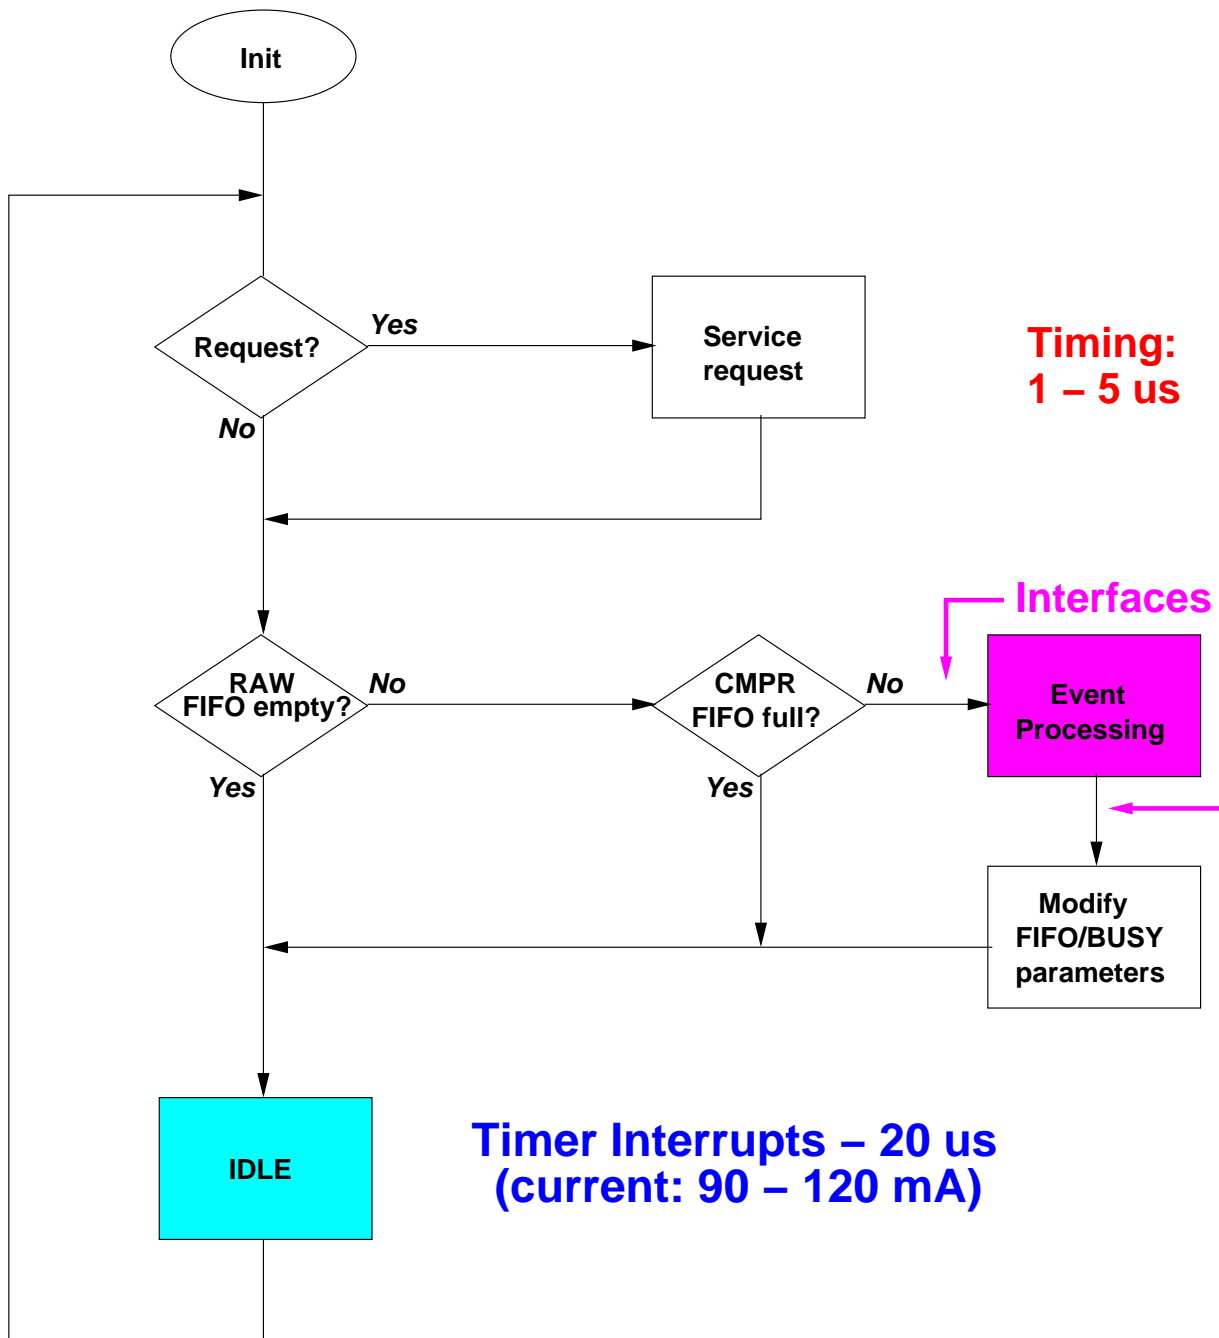 Init
Request?
Yes
No
Service
request
Timing:
1 – 5 us
RAW
FIFO empty?
No
Yes
CMPR
FIFO full?
No
Yes
Interfaces
Event
Processing
Modify
FIFO/BUSY
parameters
IDLE
Timer Interrupts – 20 us
(current: 90 – 120 mA)